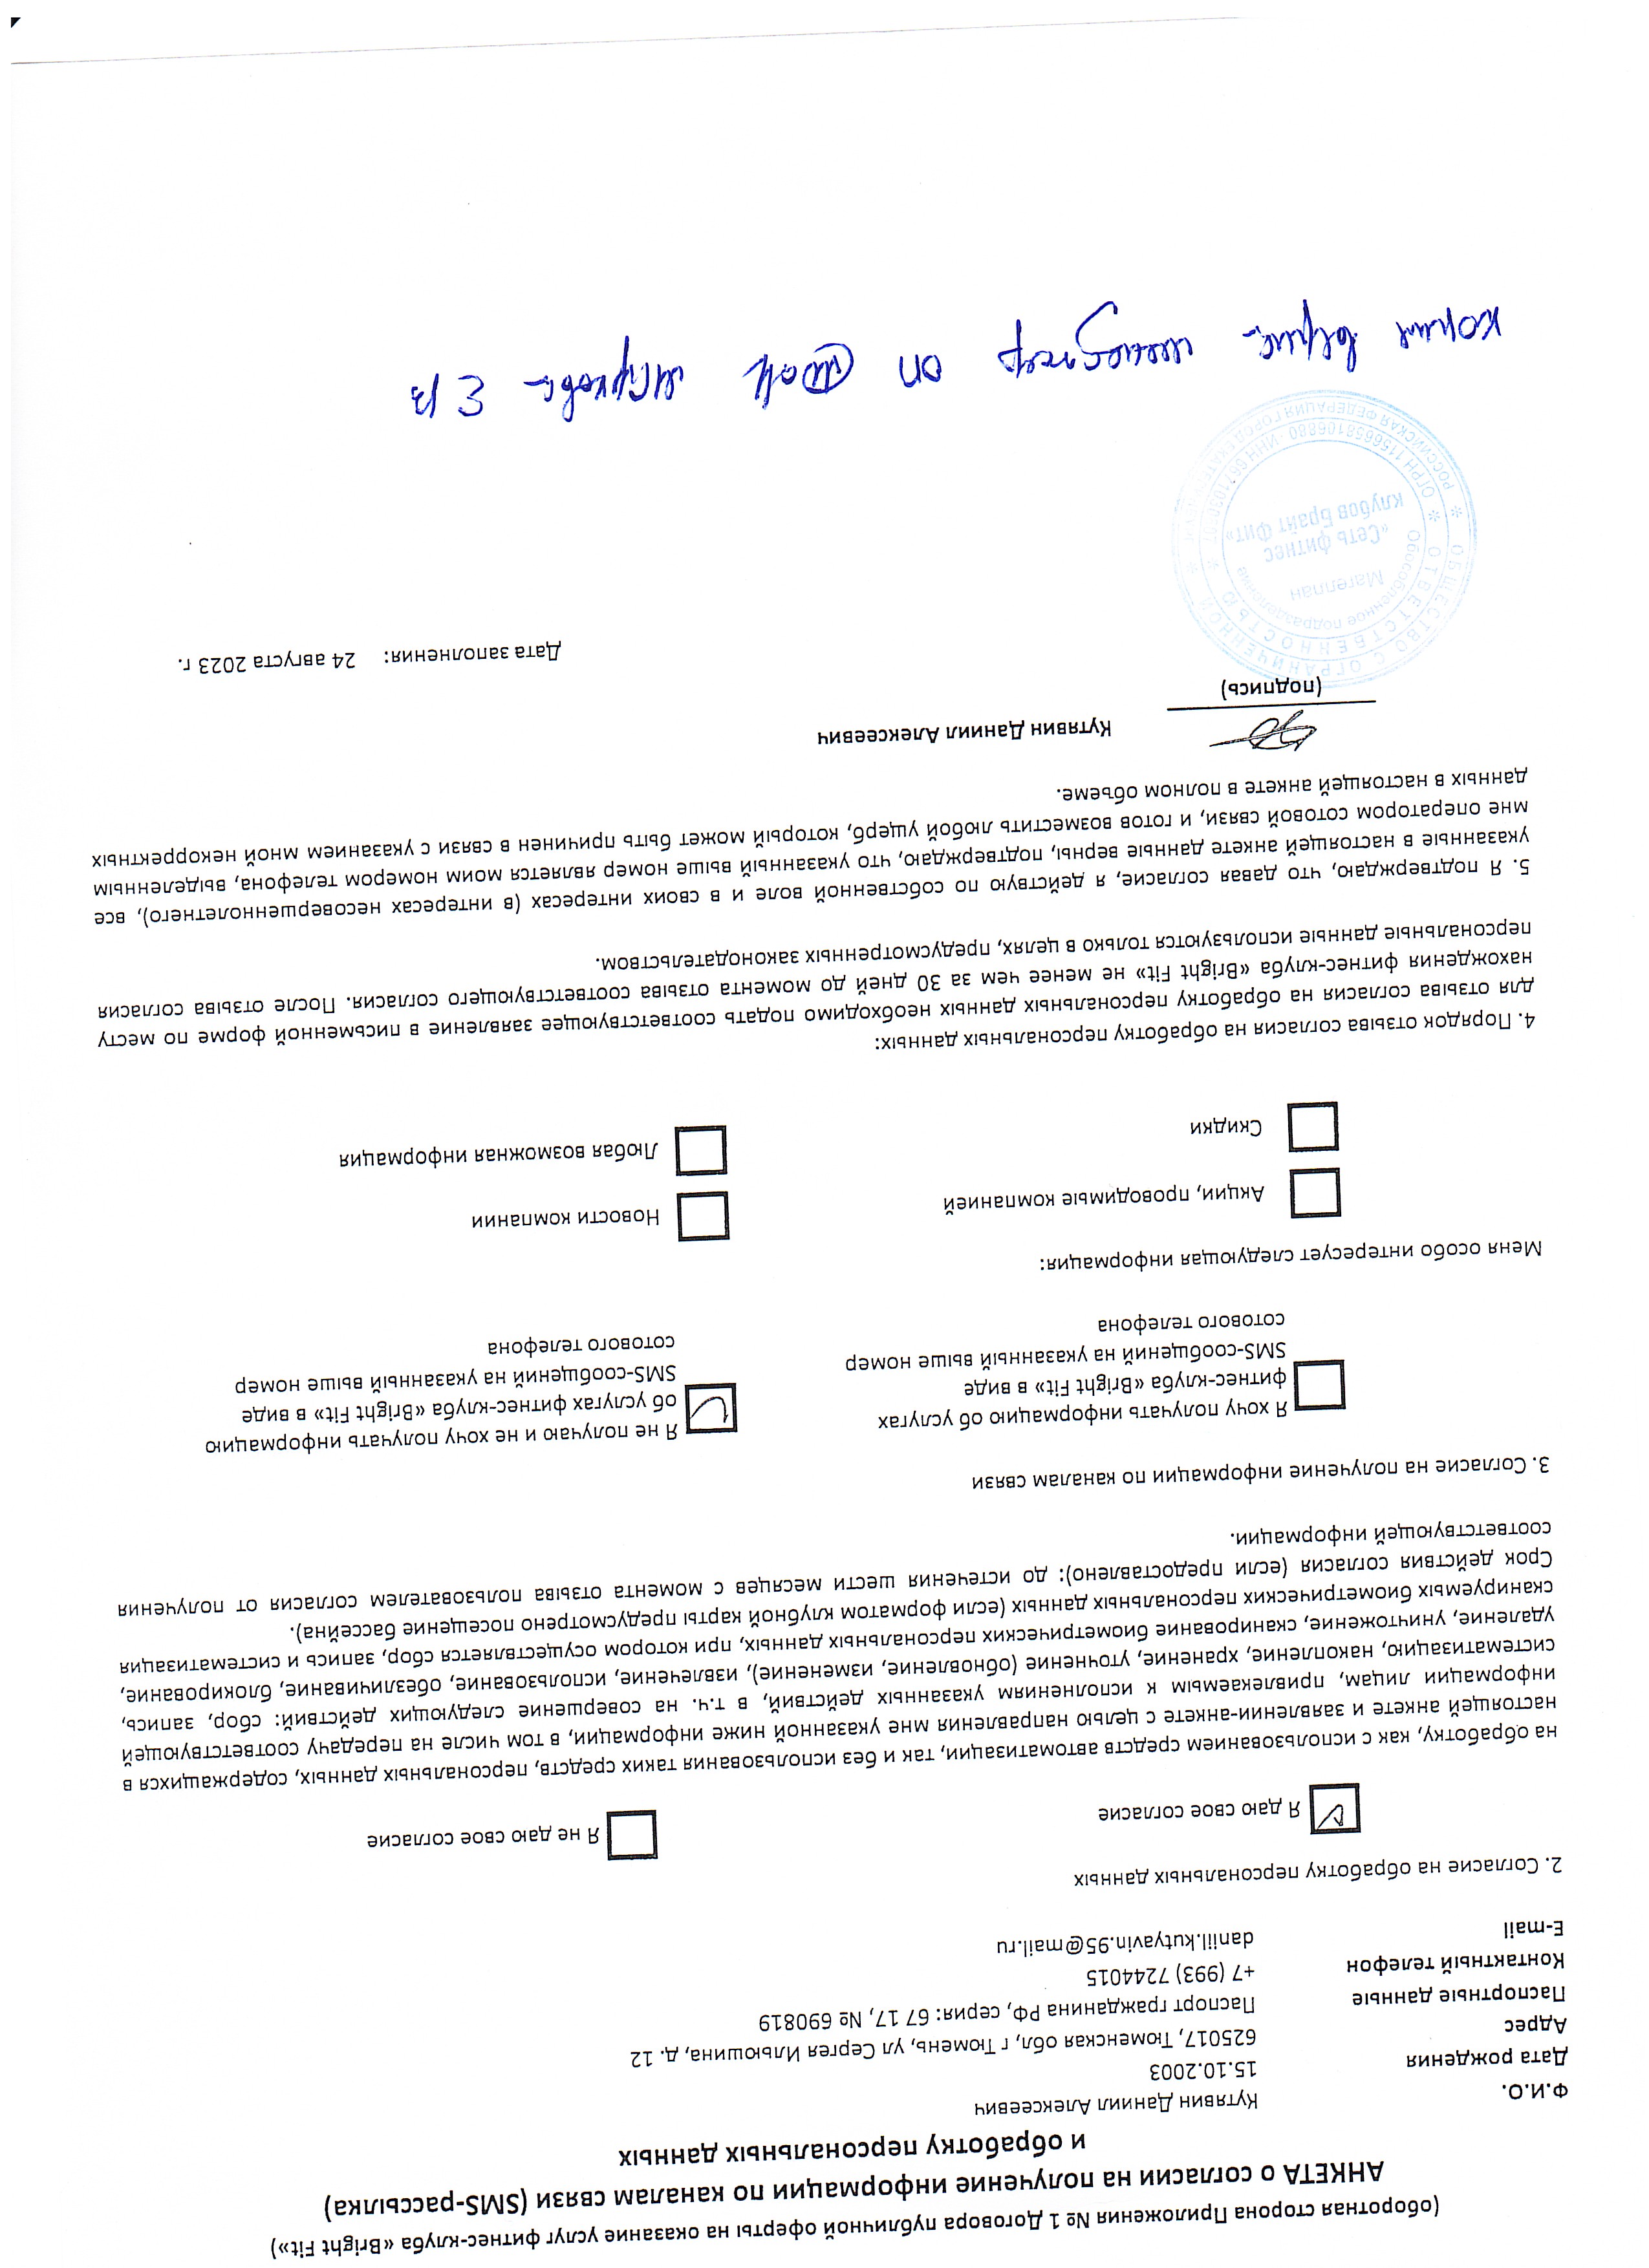 (оборотная сторона Приложения № 1 Договора публичной оферты на оказание услуг фитнес-клуба «Bright Fit»)
АНКЕТА о согласии на получение информации по каналам связи (SMS-рассылка)
и обработку персональных данных
Ф.И.О. Кутявин Даниил Алексеевич
Дата рождения 15.10.2003
Адрес 625017, Тюменская обл, г Тюмень, ул Сергея Ильюшина, д. 12
Паспортные данные Паспорт гражданина РФ, серия: 67 17, № 690819
Контактный телефон +7 (993) 7244015
E-mail daniil.kutyavin.95@mail.ru
2. Согласие на обработку персональных данных
Я даю свое согласие Я не даю свое согласие
на обработку, как с использованием средств автоматизации, так и без использования таких средств, персональных данных, содержащихся в
настоящей анкете и заявлении-анкете с целью направления мне указанной ниже информации, в том числе на передачу соответствующей
информации лицам, привлекаемым к исполнениям указанных действий, в т.ч. на совершение следующих действий: сбор, запись,
систематизацию, накопление, хранение, уточнение (обновление, изменение), извлечение, использование, обезличивание, блокирование,
удаление, уничтожение, сканирование биометрических персональных данных, при котором осуществляется сбор, запись и систематизация
сканируемых биометрических персональных данных (если форматом клубной карты предусмотрено посещение бассейна).
Срок действия согласия (если предоставлено): до истечения шести месяцев с момента отзыва пользователем согласия от получения
соответствующей информации.
3. Согласие на получение информации по каналам связи
Я хочу получать информацию об услугах
фитнес-клуба «Bright Fit» в виде
SMS-сообщений на указанный выше номер
сотового телефона
Я не получаю и не хочу получать информацию
об услугах фитнес-клуба «Bright Fit» в виде
SMS-сообщений на указанный выше номер
сотового телефона
Меня особо интересует следующая информация:
Акции, проводимые компанией Новости компании
Скидки Любая возможная информация
4. Порядок отзыва согласия на обработку персональных данных:
для отзыва согласия на обработку персональных данных необходимо подать соответствующее заявление в письменной форме по месту
нахождения фитнес-клуба «Bright Fit» не менее чем за 30 дней до момента отзыва соответствующего согласия. После отзыва согласия
персональные данные используются только в целях, предусмотренных законодательством.
5. Я подтверждаю, что давая согласие, я действую по собственной воле и в своих интересах (в интересах несовершеннолетнего), все
указанные в настоящей анкете данные верны, подтверждаю, что указанный выше номер является моим номером телефона, выделенным
мне оператором сотовой связи, и готов возместить любой ущерб, который может быть причинен в связи с указанием мной некорректных
данных в настоящей анкете в полном объеме.
Кутявин Даниил Алексеевич
(подпись)
Дата заполнения: 24 августа 2023 г.
ОБЩЕСТВО С ОГРАНИЧЕННОЙ
ОТВЕТСТВЕННОСТЬЮ
Обособленное подразделение
Магеллан
«Сеть фитнес
клубов Брайт Фит»
ОГРН 1156658106880 ИНН
РОССИЙСКАЯ ФЕДЕРАЦИЯ ГОРОД
копия верна менеджер ОП Маркова Е В